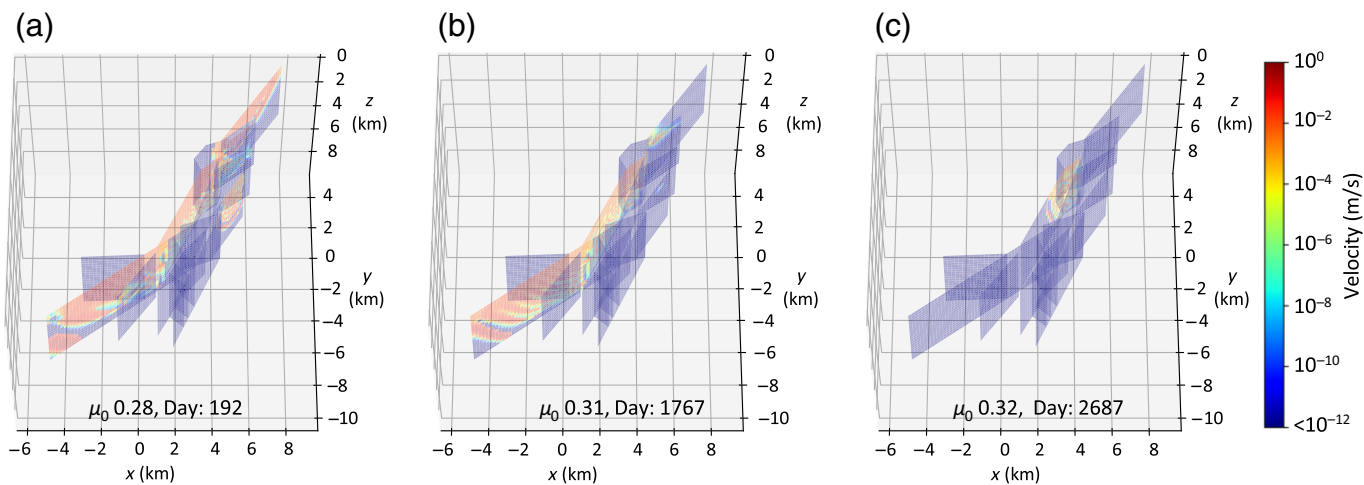 (a)
0
2
4
6
8
z
(km)
4
2
0
−2
−4
−6
−8
−10
y
(km)
μ0 0.28, Day: 192
−6 −4 −2 0 2 4 6 8
x (km)
(b)
0
2
4
6
8
z
(km)
4
2
0
−2
−4
−6
−8
−10
y
(km)
μ0 0.31, Day: 1767
−6 −4 −2 0 2 4 6 8
x (km)
(c)
0
2
4
6
8
z
(km)
4
2
0
−2
−4
−6
−8
−10
y
(km)
μ0 0.32, Day: 2687
−6 −4 −2 0 2 4 6 8
x (km)
10^0
10^−2
10^−4
10^−6
10^−8
10^−10
<10^−12
Velocity (m/s)